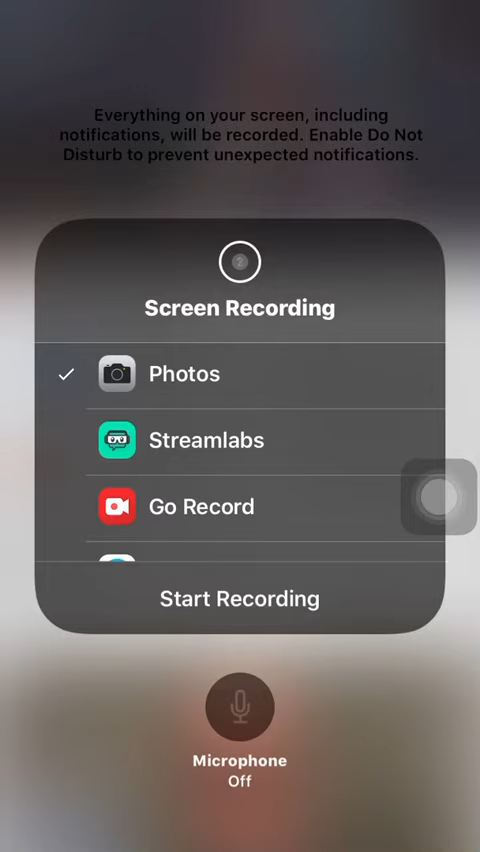 Everything on your screen, including
notifications, will be recorded. Enable Do Not
Disturb to prevent unexpected notifications.
2
Screen Recording
Photos
Streamlabs
Go Record
Start Recording
Microphone
Off